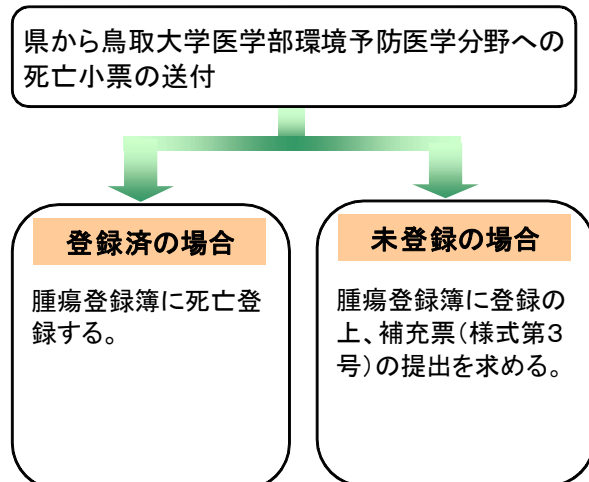 県から鳥取大学医学部環境予防医学分野への
死亡小票の送付
登録済の場合
腫瘍登録簿に死亡登
録する。
未登録の場合
腫瘍登録簿に登録の
上、補充票(様式第3
号)の提出を求める。